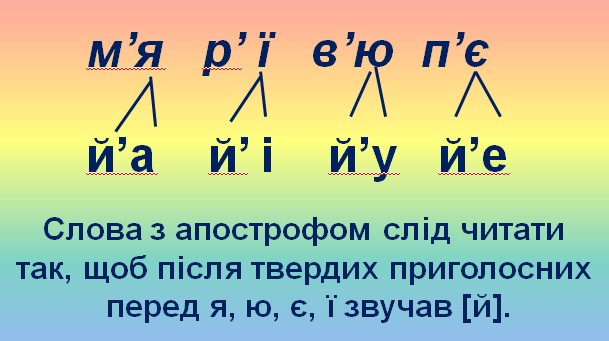 м’я р’ ї в’ю п’є
й’а й’ і й’у й’е
Слова з апострофом слід читати
так, щоб після твердих приголосних
перед я, ю, є, ї звучав [й].